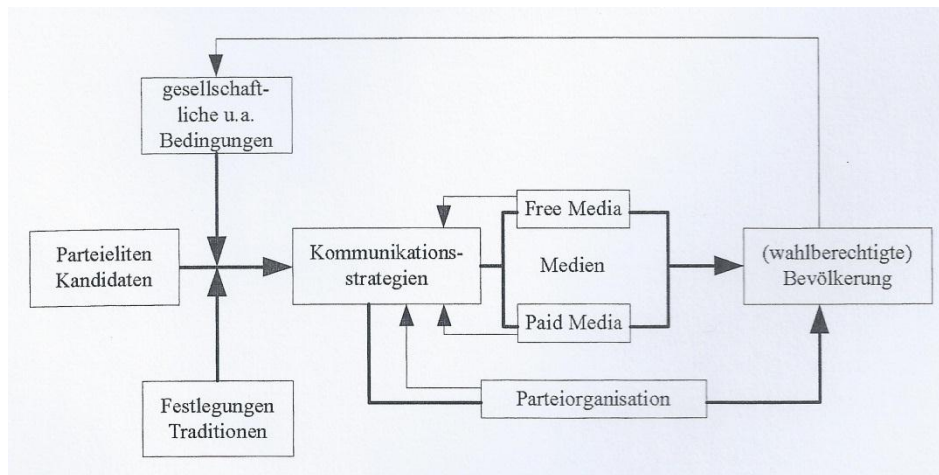 gesellschaft-
liche u.a.
Bedingungen
Parteieliten
Kandidaten
Festlegungen
Traditionen
Kommunikations-
strategien
Free Media
Medien
Paid Media
Parteiorganisation
(wahlberechtigte)
Bevölkerung